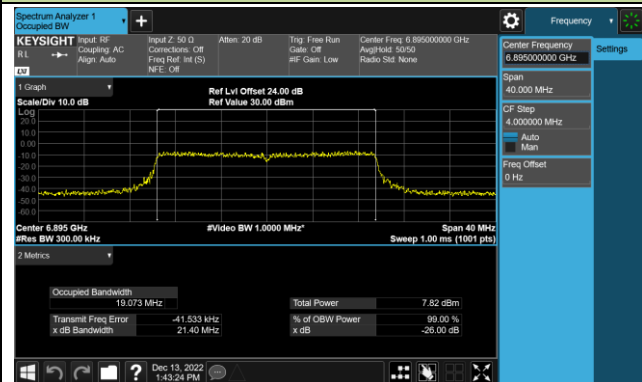 Spectrum Analyzer 1
Occupied BW
Frequency
KEYSIGHT
RL
Input: RF
Coupling: AC
Align: Auto
Input Z: 50 Ω
Corrections: Off
Freq Ref: Int (S)
NFE: Off
Atten: 20 dB
Trig: Free Run
Gate: Off
#IF Gain: Low
Center Freq: 6.895000000 GHz
Avg|Hold: 50/50
Radio Std: None
Center Frequency
6.895000000 GHz
Settings
Span
40.000 MHz
CF Step
4.000000 MHz
Auto
Man
Freq Offset
0 Hz
1 Graph
Scale/Div 10.0 dB
Ref Lvl Offset 24.00 dB
Ref Value 30.00 dBm
Log
20.0
10.0
0.00
-10.0
-20.0
-30.0
-40.0
-50.0
-60.0
Center 6.895 GHz
#Res BW 300.00 kHz
#Video BW 1.0000 MHz*
Span 40 MHz
Sweep 1.00 ms (1001 pts)
2 Metrics
Occupied Bandwidth
19.073 MHz
Total Power 7.82 dBm
Transmit Freq Error -41.533 kHz
% of OBW Power 99.00 %
x dB Bandwidth 21.40 MHz
x dB -26.00 dB
?
Dec 13, 2022
1:43:24 PM